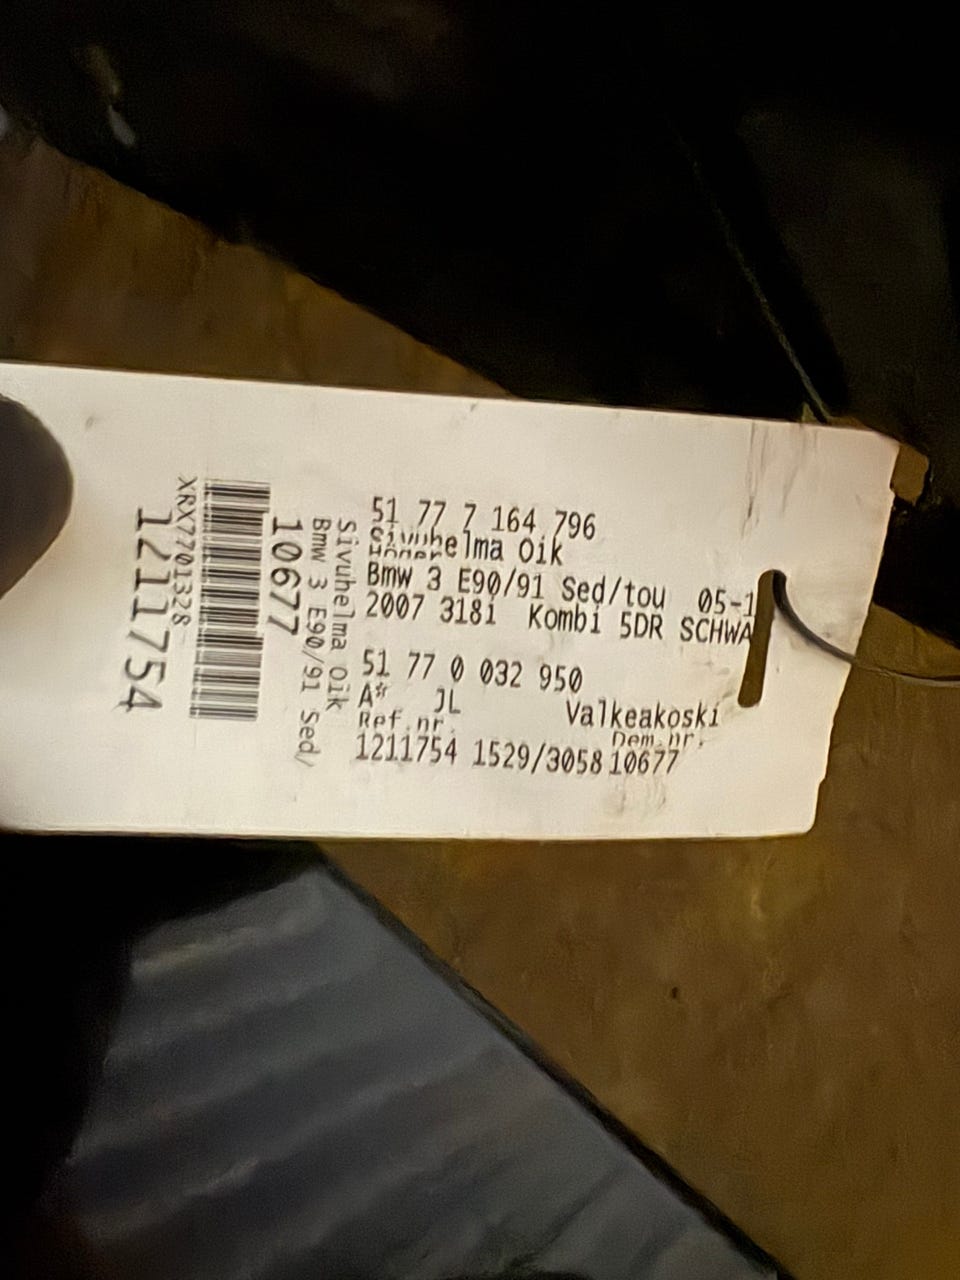 51 77 7 164 796
Sivuhelma Oik
Höger
Bmw 3 E90/91 Sed/tou 05-1
2007 318i Kombi 5DR SCHWA
51 77 0 032 950
A* JL Valkeakoski
Ref.nr. Dem.nr.
1211754 1529/3058 10677
Sivuhelma Oik
Bmw 3 E90/91 Sed/
10677
XRX7701328
1211754